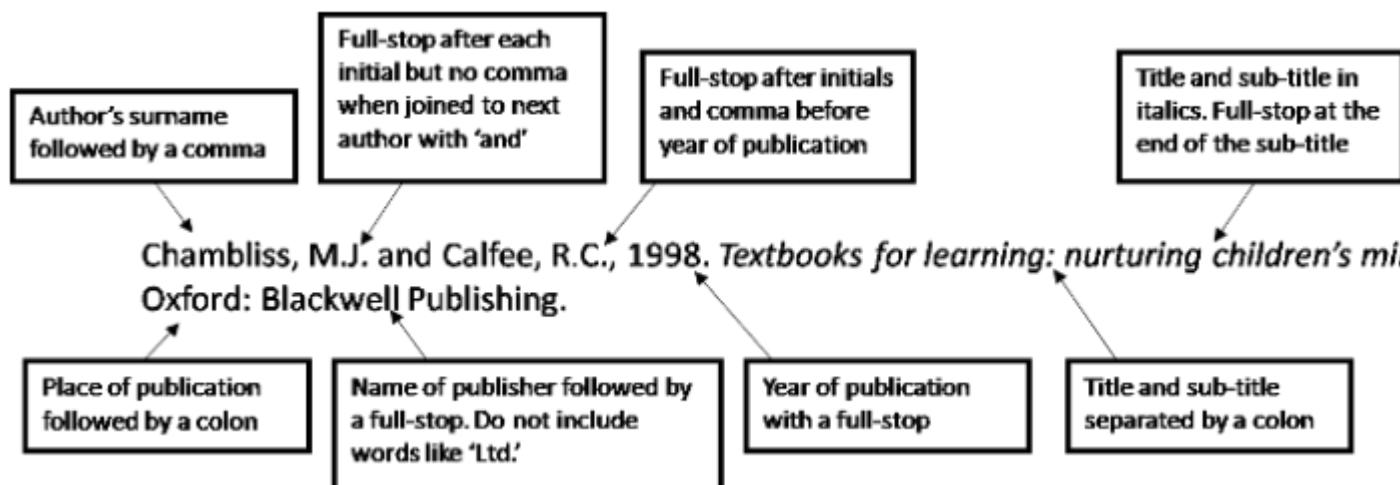 Author's surname
followed by a comma
Full-stop after each
initial but no comma
when joined to next
author with 'and'
Full-stop after initials
and comma before
year of publication
Title and sub-title in
italics. Full-stop at the
end of the sub-title
Chambliss, M.J. and Calfee, R.C., 1998. Textbooks for learning: nurturing children's
Oxford: Blackwell Publishing.
Place of publication
followed by a colon
Name of publisher followed by
a full-stop. Do not include
words like 'Ltd.'
Year of publication
with a full-stop
Title and sub-title
separated by a colon